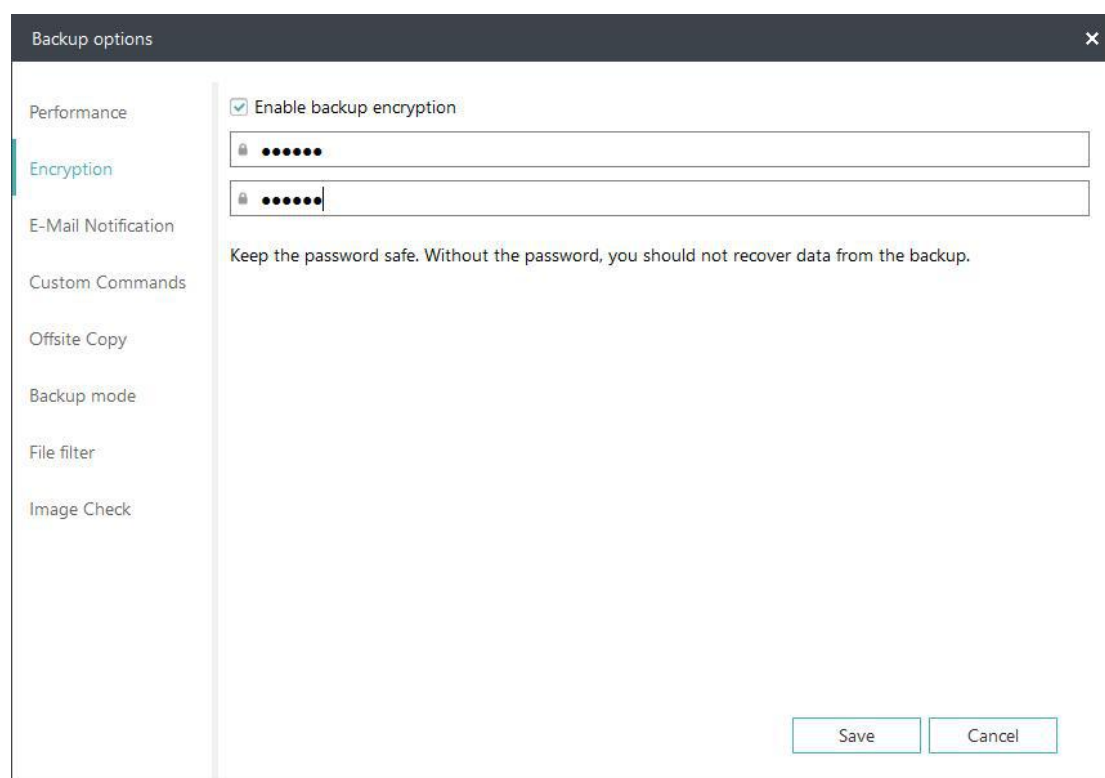 Backup options
Performance
Encryption
E-Mail Notification
Custom Commands
Offsite Copy
Backup mode
File filter
Image Check
Enable backup encryption
●●●●●●
●●●●●●
Keep the password safe. Without the password, you should not recover data from the backup.
Save Cancel